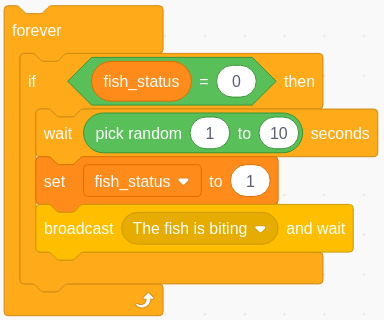 forever
if fish_status = 0 then
wait pick random 1 to 10 seconds
set fish_status to 1
broadcast The fish is biting and wait